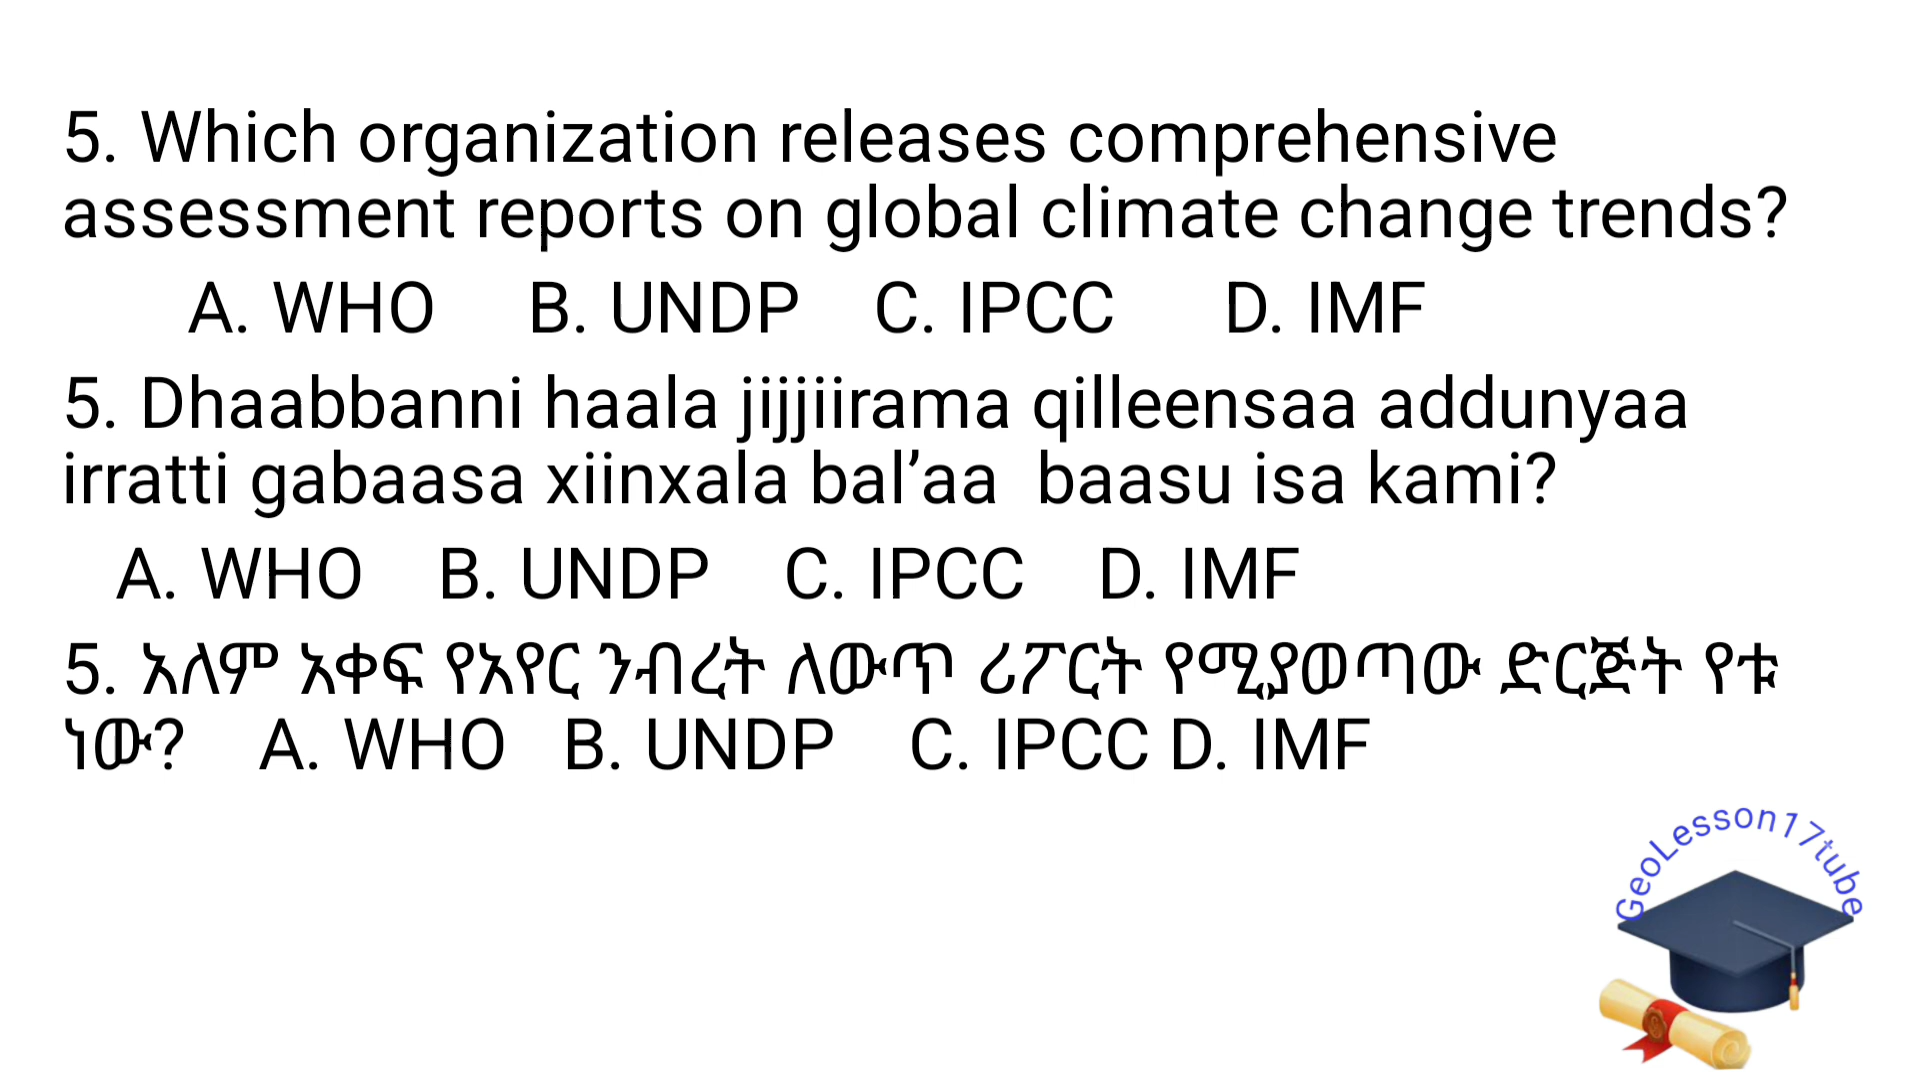 5. Which organization releases comprehensive
assessment reports on global climate change trends?
A. WHO B. UNDP C. IPCC D. IMF
5. Dhaabbanni haala jijjiirama qilleensaa addunyaa
irratti gabaasa xiinxala bal’aa baasu isa kami?
A. WHO B. UNDP C. IPCC D. IMF
5. አለም አቀፍ የአየር ንብረት ለውጥ ሪፖርት የሚያወጣው ድርጅት የቱ
ነው? A. WHO B. UNDP C. IPCC D. IMF
GeoLesson17tube